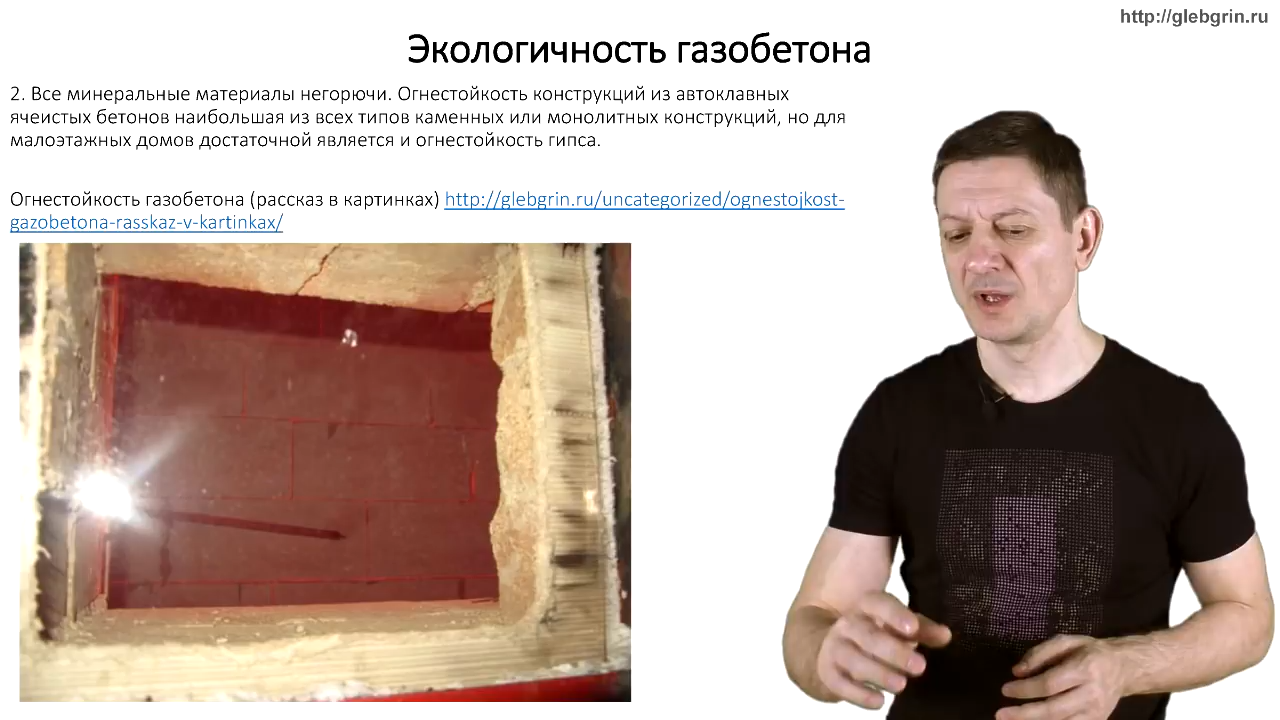 http://glebgrin.ru
Экологичность газобетона
2. Все минеральные материалы негорючи. Огнестойкость конструкций из автоклавных
ячеистых бетонов наибольшая из всех типов каменных или монолитных конструкций, но для
малоэтажных домов достаточной является и огнестойкость гипса.
Огнестойкость газобетона (рассказ в картинках) http://glebgrin.ru/uncategorized/ognestojkost-
gazobetona-rasskaz-v-kartinkax/